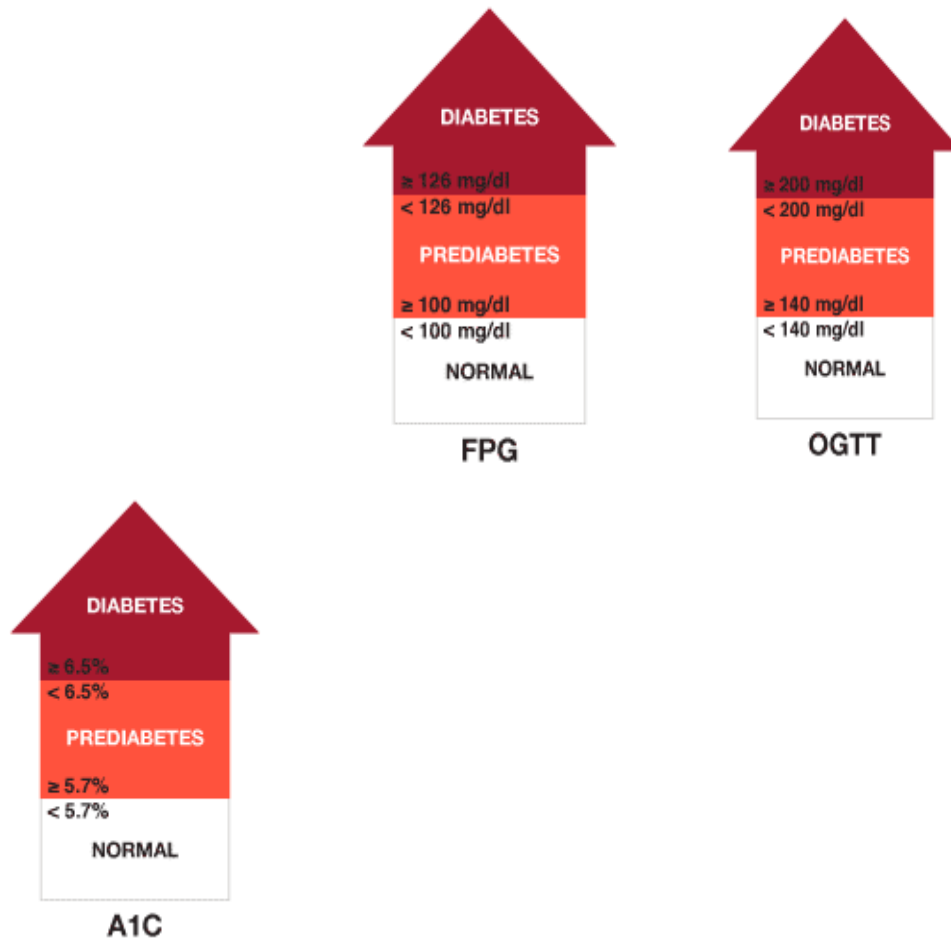 DIABETES
≥ 126 mg/dl
< 126 mg/dl
PREDIABETES
≥ 100 mg/dl
< 100 mg/dl
NORMAL
FPG
DIABETES
≥ 200 mg/dl
< 200 mg/dl
PREDIABETES
≥ 140 mg/dl
< 140 mg/dl
NORMAL
OGTT
DIABETES
≥ 6.5%
< 6.5%
PREDIABETES
≥ 5.7%
< 5.7%
NORMAL
A1C